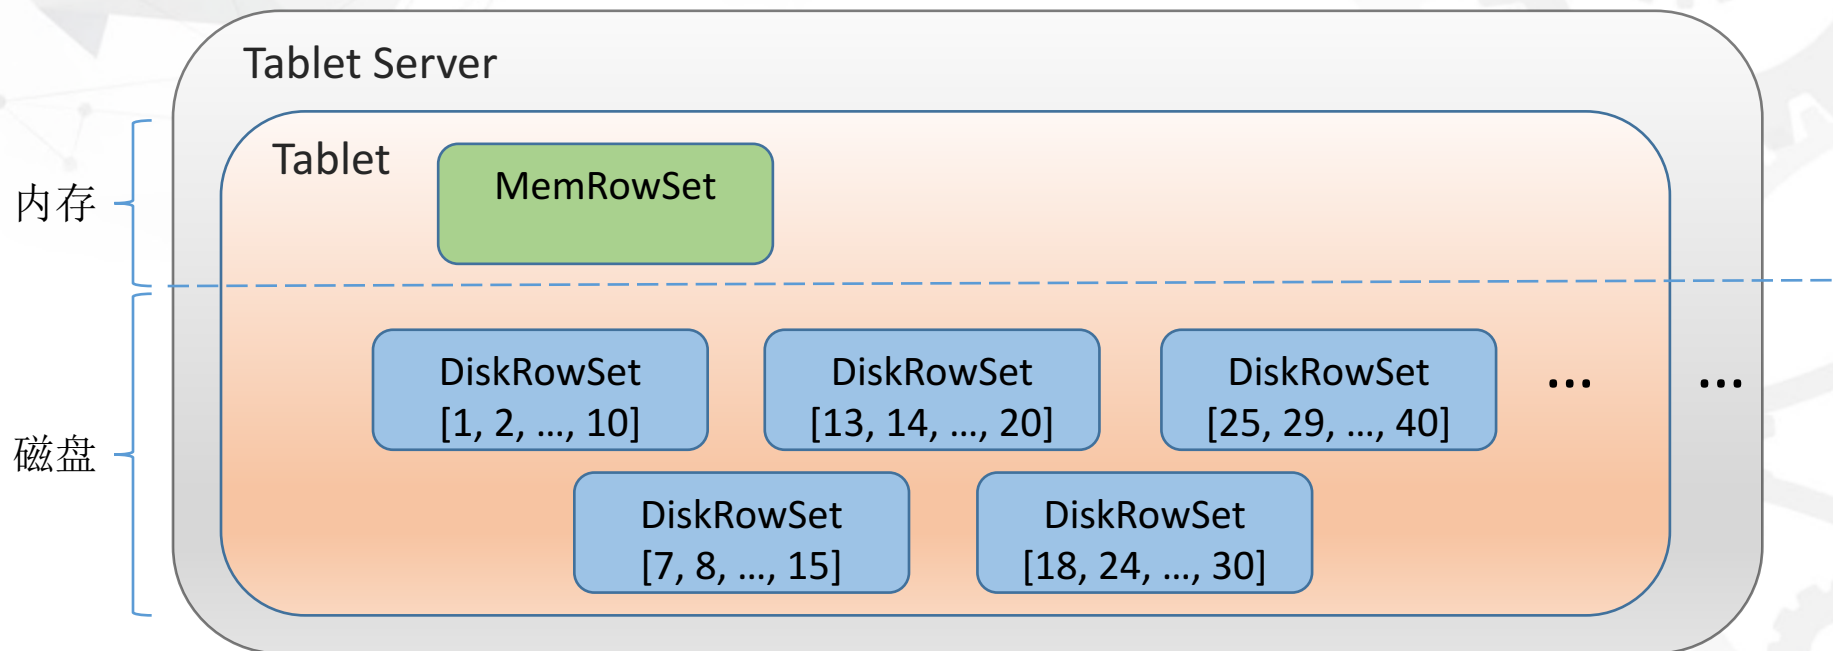 Tablet Server
Tablet
MemRowSet
内存
DiskRowSet
[1, 2, ..., 10]
DiskRowSet
[13, 14, ..., 20]
DiskRowSet
[25, 29, ..., 40]
...
...
磁盘
DiskRowSet
[7, 8, ..., 15]
DiskRowSet
[18, 24, ..., 30]